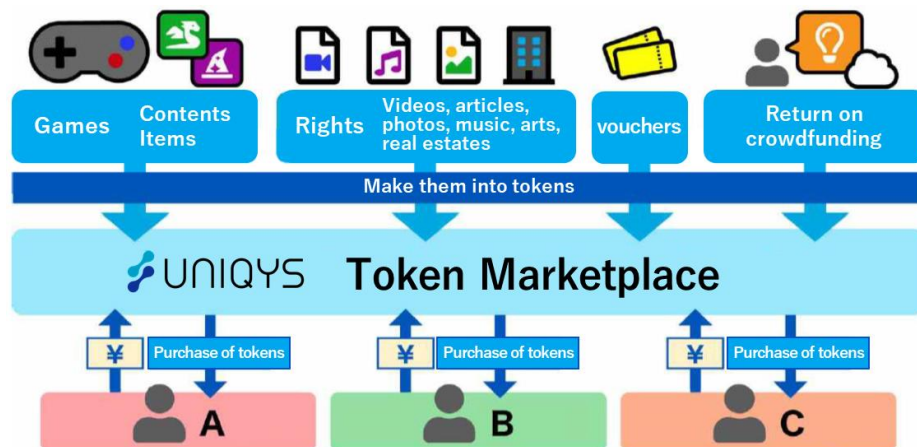 Games
Contents
Items
Rights
Videos, articles,
photos, music, arts,
real estates
vouchers
Return on
crowdfunding
Make them into tokens
UNIQYS Token Marketplace
¥
Purchase of tokens
¥
Purchase of tokens
¥
Purchase of tokens
A
B
C